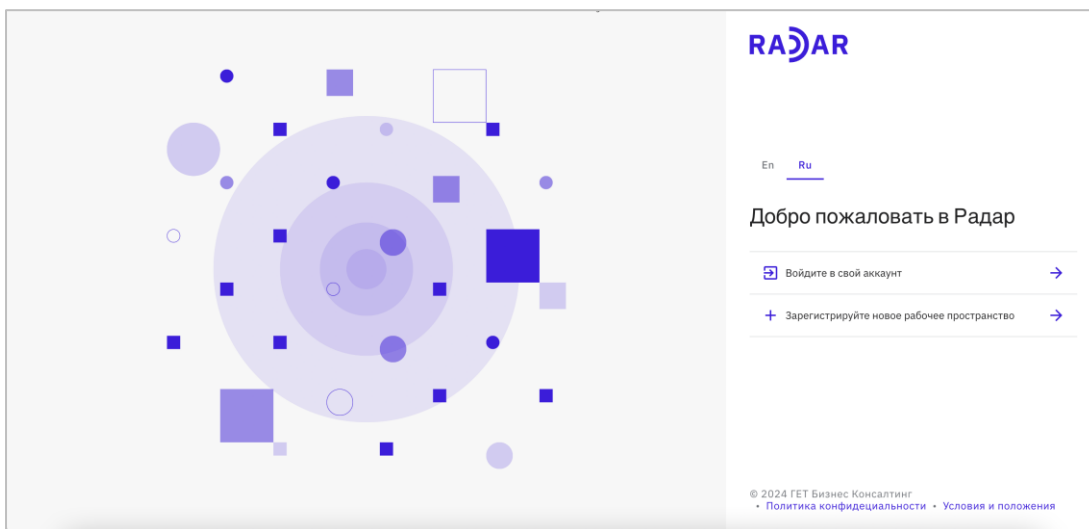 RADAR
En Ru
Добро пожаловать в Радар
Войдите в свой аккаунт
Зарегистрируйте новое рабочее пространство
© 2024 ГЕТ Бизнес Консалтинг
• Политика конфидециальности • Условия и положения